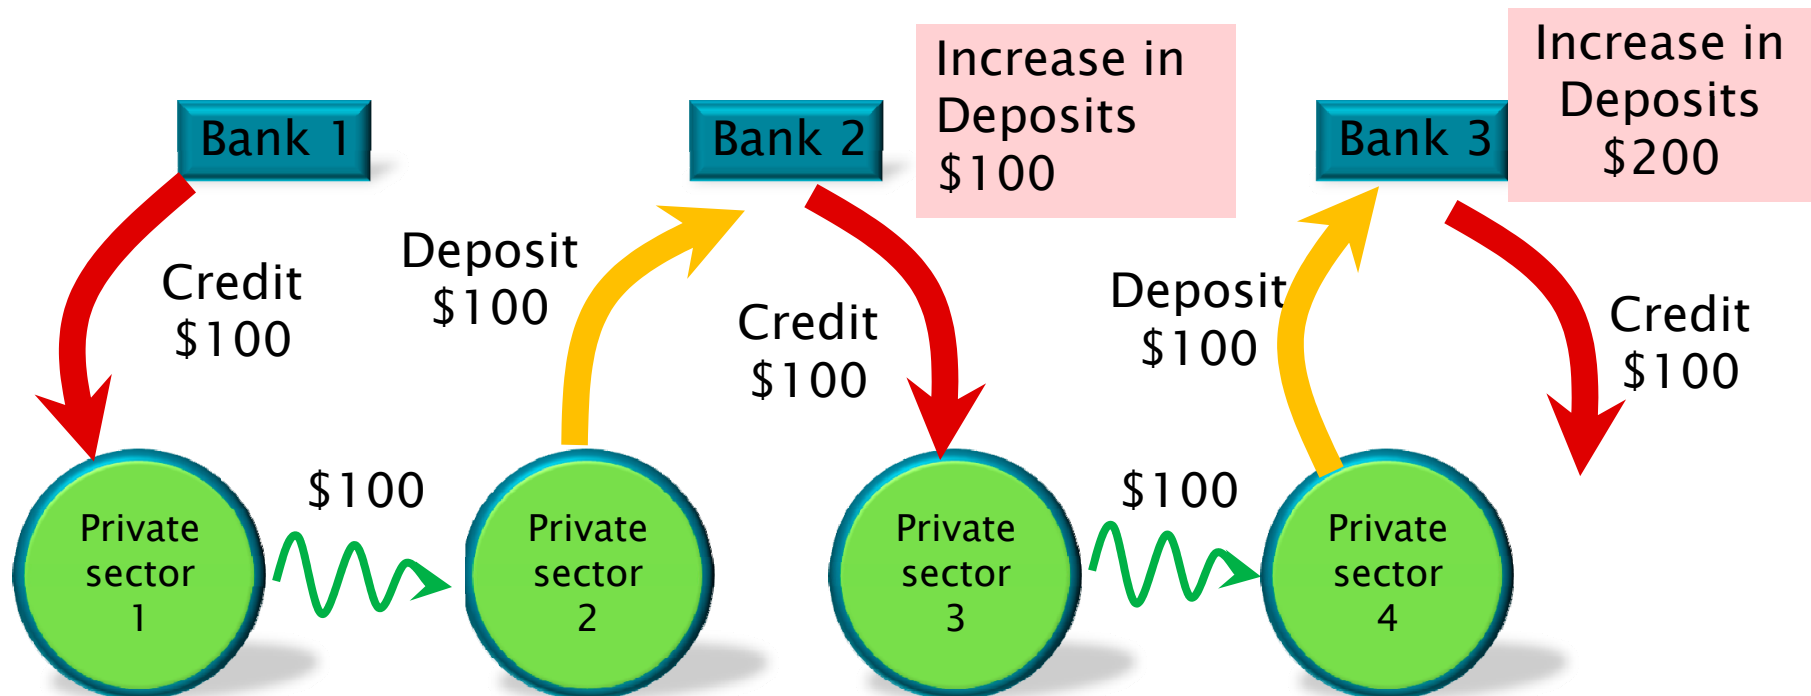 Bank 1
Bank 2
Increase in
Deposits
$100
Bank 3
Increase in
Deposits
$200
Credit
$100
Deposit
$100
Credit
$100
Deposit
$100
Credit
$100
Private
sector
1
$100
Private
sector
2
Private
sector
3
$100
Private
sector
4